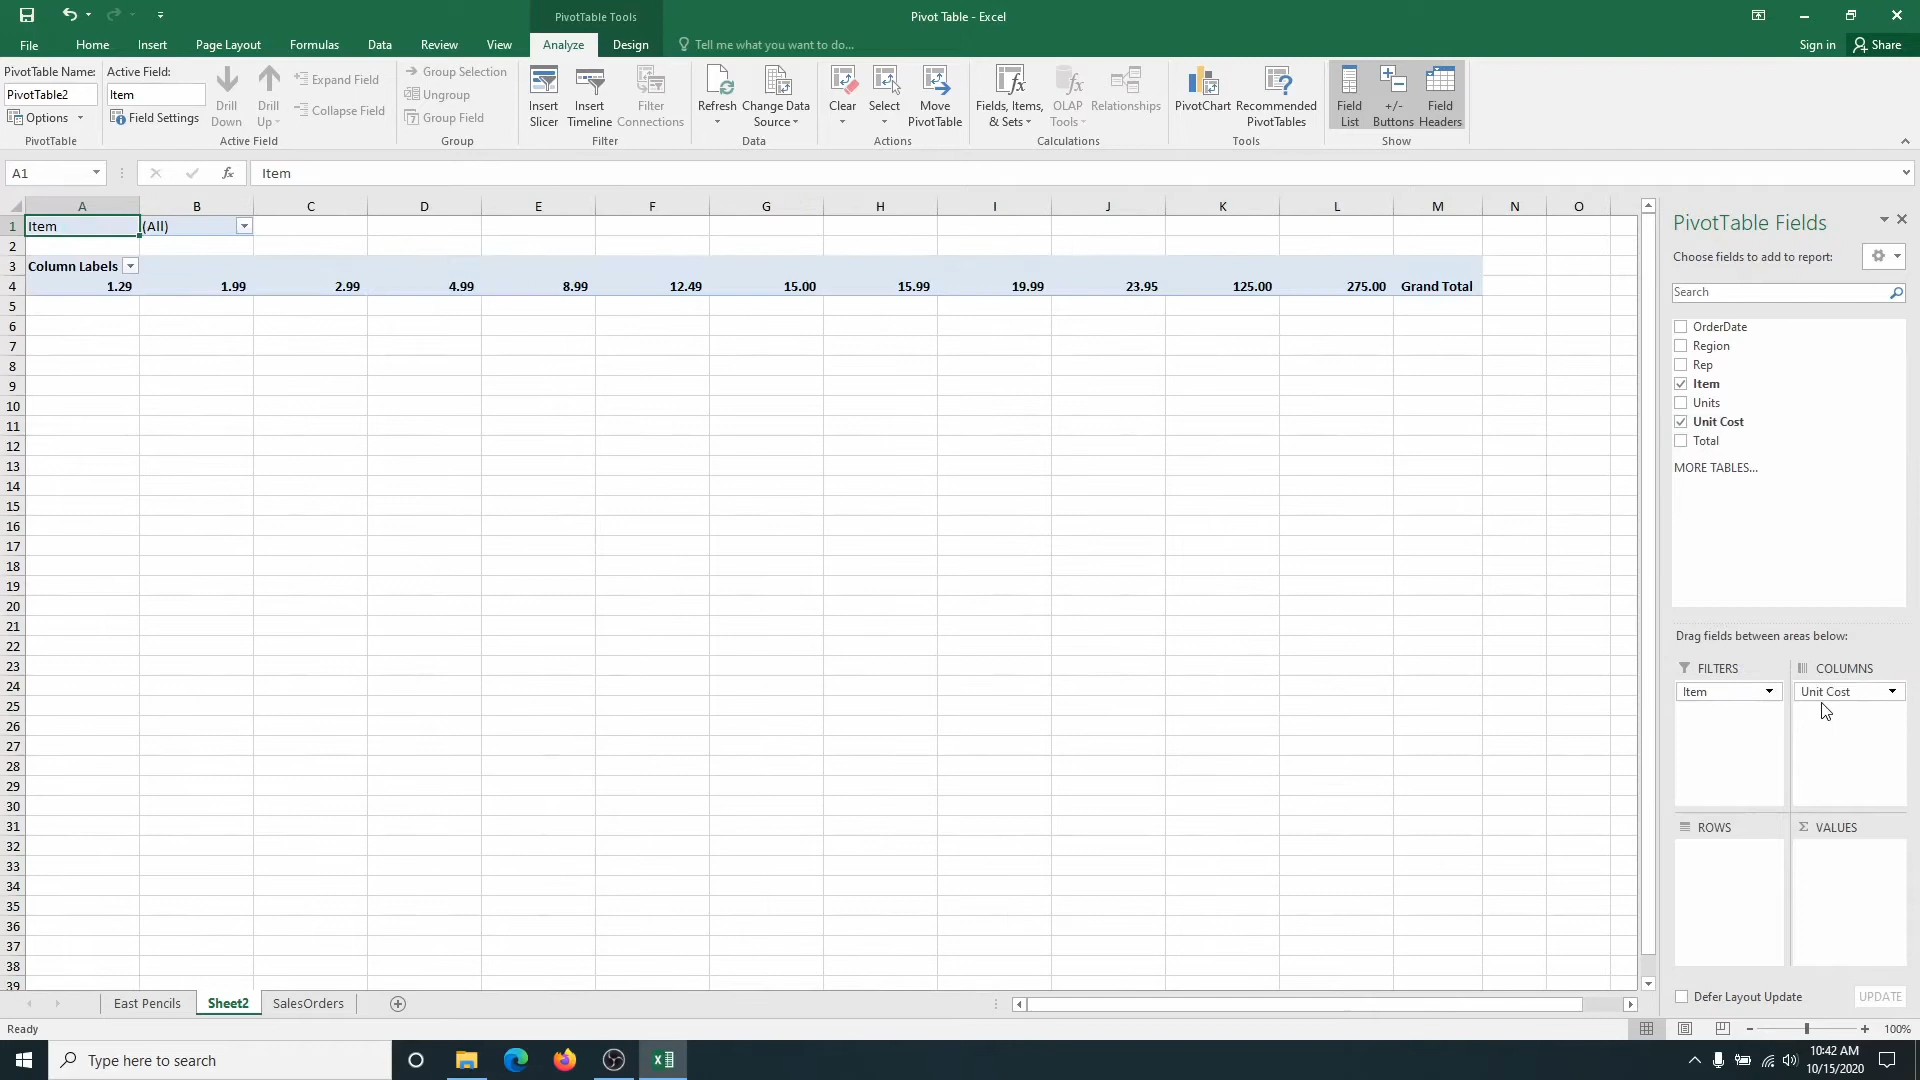 PivotTable Tools
Pivot Table - Excel
File Home Insert Page Layout Formulas Data Review View Analyze Design Tell me what you want to do... Sign in Share
PivotTable Name:
PivotTable2
Options
PivotTable
Active Field:
Item
Field Settings
Drill Down
Drill Up
Expand Field
Collapse Field
Active Field
Group Selection
Ungroup
Group Field
Group
Insert Slicer
Insert Timeline
Filter Connections
Filter
Refresh
Change Data Source
Data
Clear
Select
Move PivotTable
Actions
Fields, Items, & Sets
OLAP Tools
Relationships
Calculations
PivotChart
Recommended PivotTables
Tools
Field List
+/- Buttons
Field Headers
Show
A1 fx Item
A B C D E F G H I J K L M N O
1 Item (All)
2
3 Column Labels
4 1.29 1.99 2.99 4.99 8.99 12.49 15.00 15.99 19.99 23.95 125.00 275.00 Grand Total
5
6
7
8
9
10
11
12
13
14
15
16
17
18
19
20
21
22
23
24
25
26
27
28
29
30
31
32
33
34
35
36
37
38
39
PivotTable Fields
Choose fields to add to report:
Search
OrderDate
Region
Rep
Item
Units
Unit Cost
Total
MORE TABLES...
Drag fields between areas below:
FILTERS
Item
COLUMNS
Unit Cost
ROWS
Σ VALUES
Defer Layout Update UPDATE
East Pencils Sheet2 SalesOrders
Ready 100%
Type here to search
10:42 AM
10/15/2020